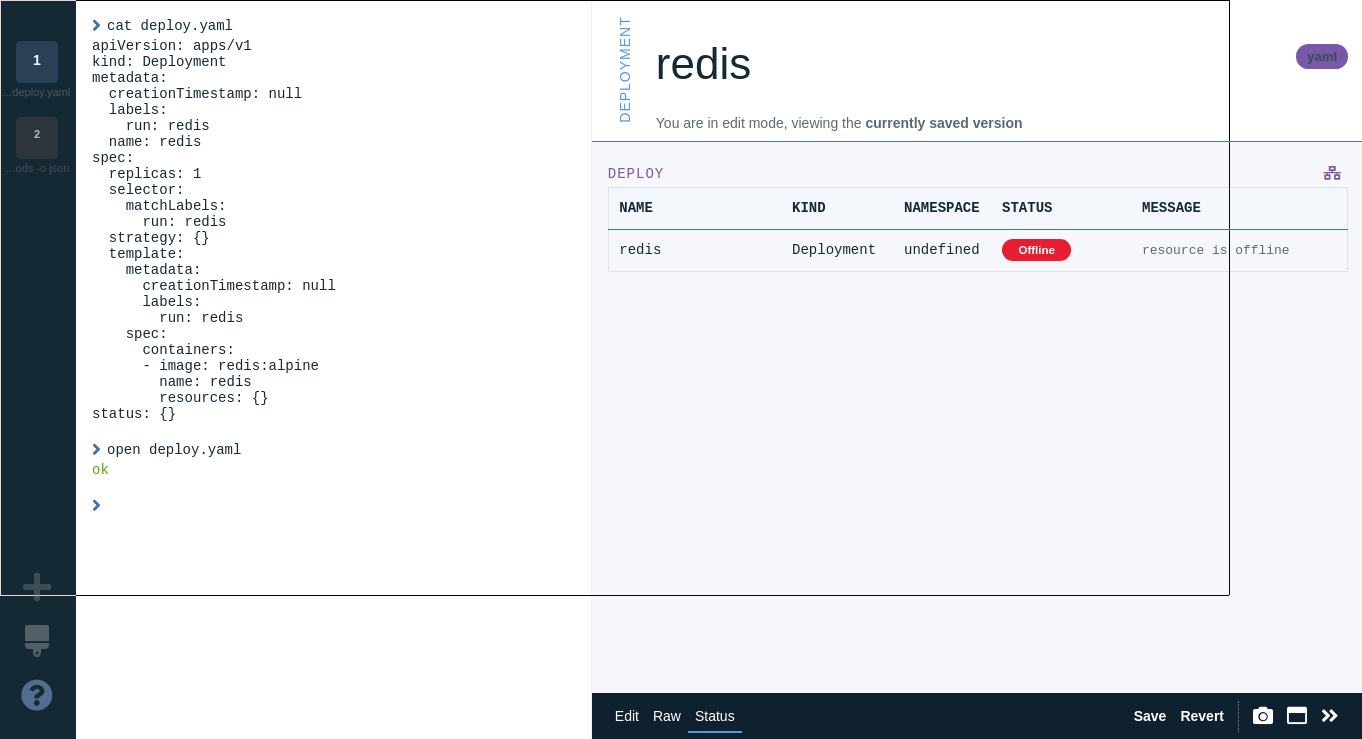 1
...deploy.yaml
2
...ods -o json
cat deploy.yaml
apiVersion: apps/v1
kind: Deployment
metadata:
  creationTimestamp: null
  labels:
    run: redis
  name: redis
spec:
  replicas: 1
  selector:
    matchLabels:
      run: redis
  strategy: {}
  template:
    metadata:
      creationTimestamp: null
      labels:
        run: redis
    spec:
      containers:
      - image: redis:alpine
        name: redis
        resources: {}
status: {}
open deploy.yaml
ok
DEPLOYMENT
redis
yaml
You are in edit mode, viewing the currently saved version
DEPLOY
NAME KIND NAMESPACE STATUS MESSAGE
redis Deployment undefined Offline resource is offline
Edit Raw Status Save Revert